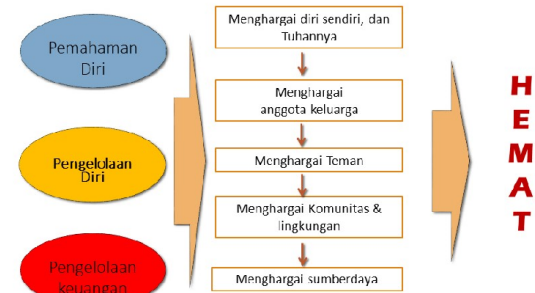 Pemahaman
Diri
Pengelolaan
Diri
Pengelolaan
keuangan
Menghargai diri sendiri, dan
Tuhannya
Menghargai
anggota keluarga
Menghargai Teman
Menghargai Komunitas &
lingkungan
Menghargai sumberdaya
H
E
M
A
T